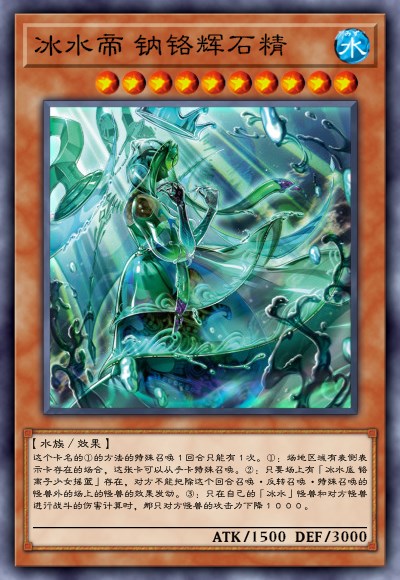 冰水帝 钠铬辉石精
水
【水族／效果】
这个卡名的①的方法的特殊召唤1回合只能有1次。①：场地区域有表侧表
示卡存在的场合，这张卡可以从手卡特殊召唤。②：只要场上有「冰水底 铬
离子少女摇篮」存在，对方不能把除这个回合召唤·反转召唤·特殊召唤的
怪兽外的场上的怪兽的效果发动。③：只在自己的「冰水」怪兽和对方怪兽
进行战斗的伤害计算时，那只对方怪兽的攻击力下降1000。
ATK/1500 DEF/3000